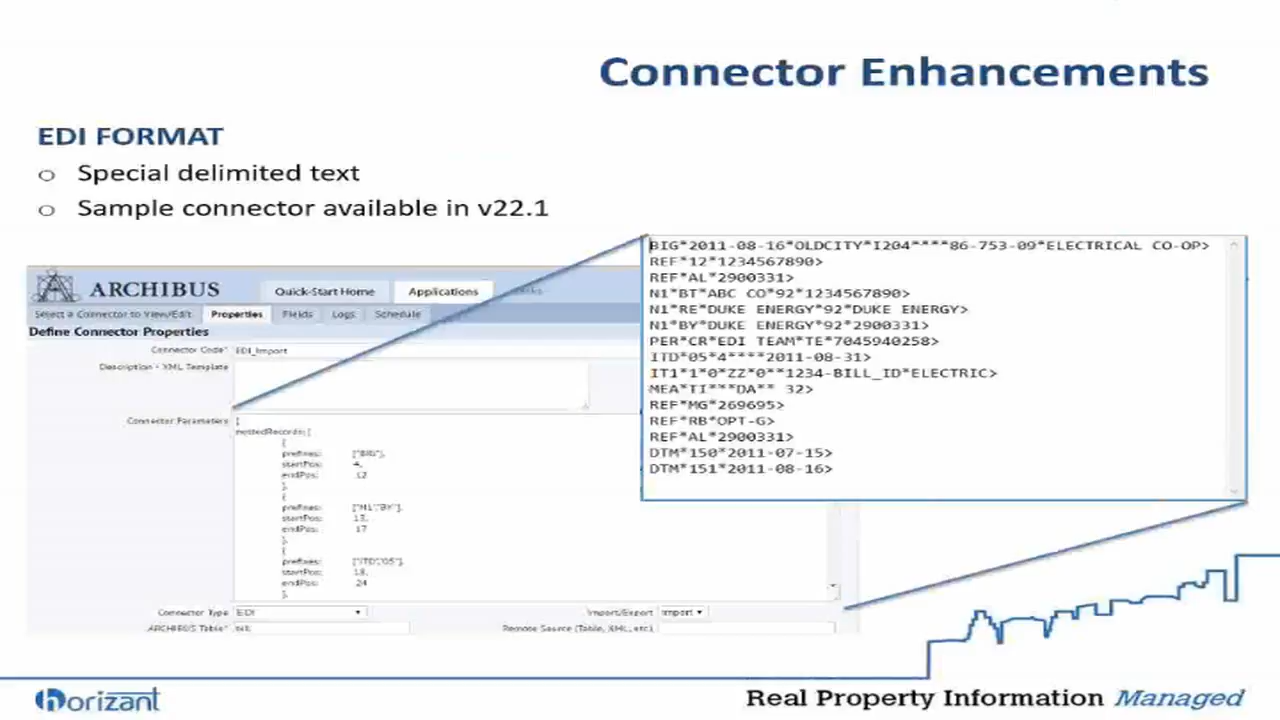 Connector Enhancements
EDI FORMAT
o Special delimited text
o Sample connector available in v22.1
ARCHIBUS
Quick-Start Home
Applications
Select a Connector to View/Edit
Properties
Fields
Logs
Schedule
Define Connector Properties
Connector Code* EDI_Import
Description - XML Template
Connector Parameters {
nestedRecords: [
{
prefixes: ["BIG"],
startPos: 4,
endPos: 12
},
{
prefixes: ["N1","BY"],
startPos: 13,
endPos: 17
},
{
prefixes: ["ITD","05"],
startPos: 18,
endPos: 24
},
Connector Type EDI
Import/Export Import
ARCHIBUS Table* bill
Remote Source (Table, XML, etc)
BIG*2011-08-16*OLDCITY*I204****86-753-09*ELECTRICAL CO-OP>
REF*12*1234567890>
REF*AL*2900331>
N1*BT*ABC CO*92*1234567890>
N1*RE*DUKE ENERGY*92*DUKE ENERGY>
N1*BY*DUKE ENERGY*92*2900331>
PER*CR*EDI TEAM*TE*7045940258>
ITD*05*4****2011-08-31>
IT1*1*0*ZZ*0**1234-BILL_ID*ELECTRIC>
MEA*TI***DA** 32>
REF*MG*269695>
REF*RB*OPT-G>
REF*AL*2900331>
DTM*150*2011-07-15>
DTM*151*2011-08-16>
horizant
Real Property Information Managed